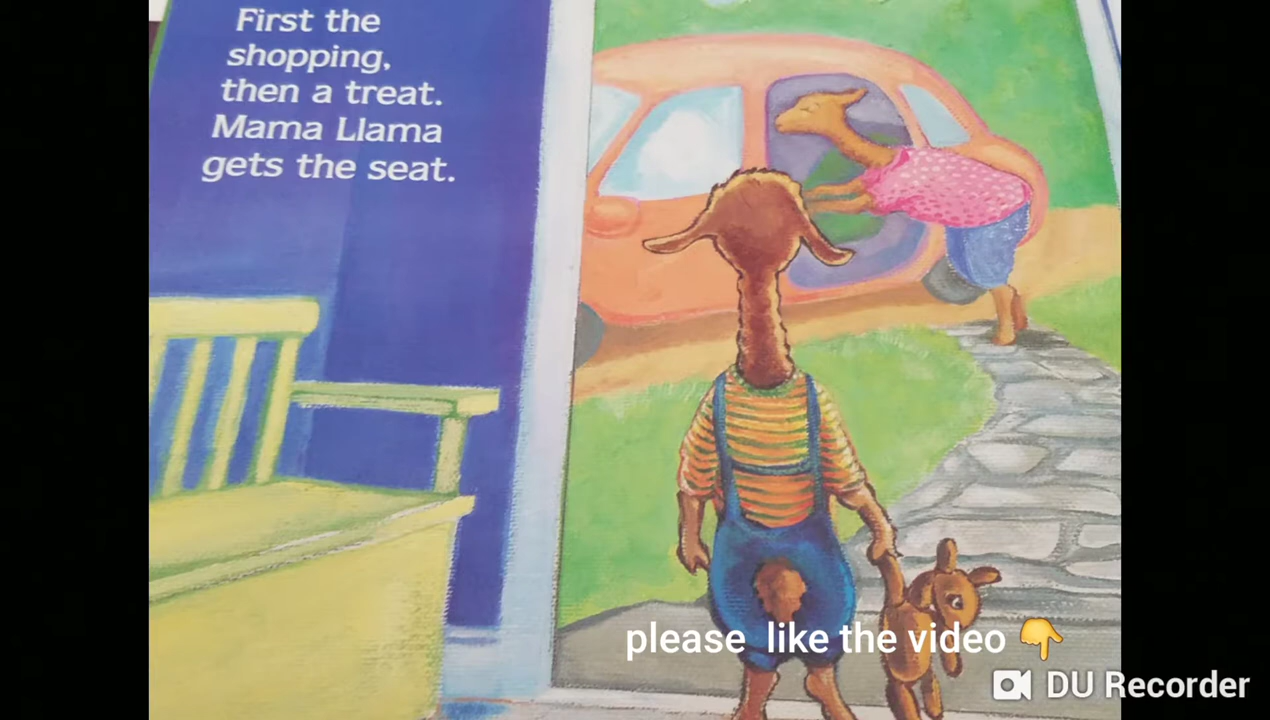 First the
shopping,
then a treat.
Mama Llama
gets the seat.
please like the video 👇
DU Recorder